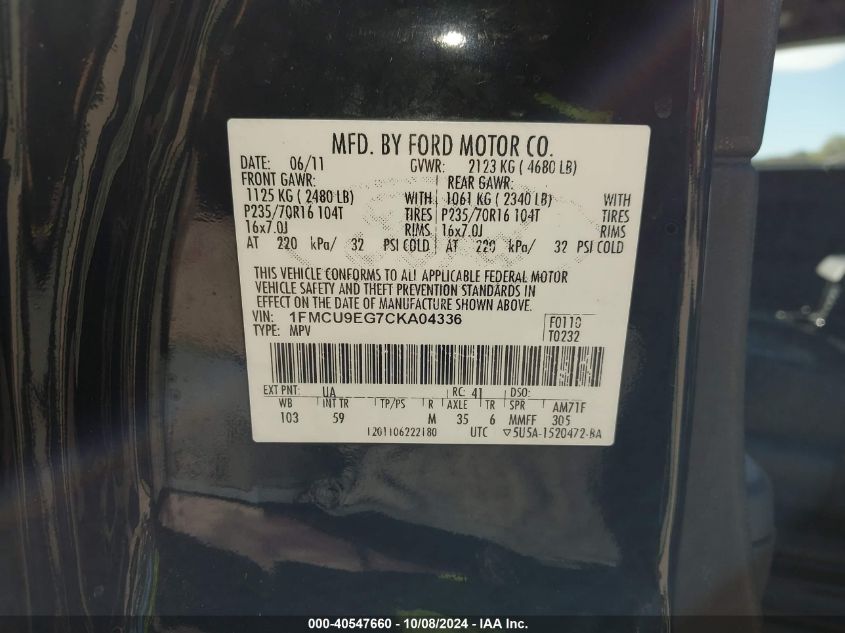 MFD. BY FORD MOTOR CO.
DATE: 06/11 GVWR: 2123 KG ( 4680 LB)
FRONT GAWR: REAR GAWR:
1125 KG ( 2480 LB) WITH 1061 KG ( 2340 LB) WITH
P235/70R16 104T TIRES P235/70R16 104T TIRES
16x7.0J RIMS 16x7.0J RIMS
AT 220 kPa/ 32 PSI COLD AT 220 kPa/ 32 PSI COLD
THIS VEHICLE CONFORMS TO ALL APPLICABLE FEDERAL MOTOR
VEHICLE SAFETY AND THEFT PREVENTION STANDARDS IN
EFFECT ON THE DATE OF MANUFACTURE SHOWN ABOVE.
VIN: 1FMCU9EG7CKA04336 F0110
TYPE: MPV T0232
EXT PNT: UA RC: 41 DSO:
WB INT TR TP/PS R AXLE TR SPR AM71F
103 59 M 35 6 MMFF 305
1201106222180 UTC ▽5U5A-1520472-BA
000-40547660 - 10/08/2024 - IAA Inc.